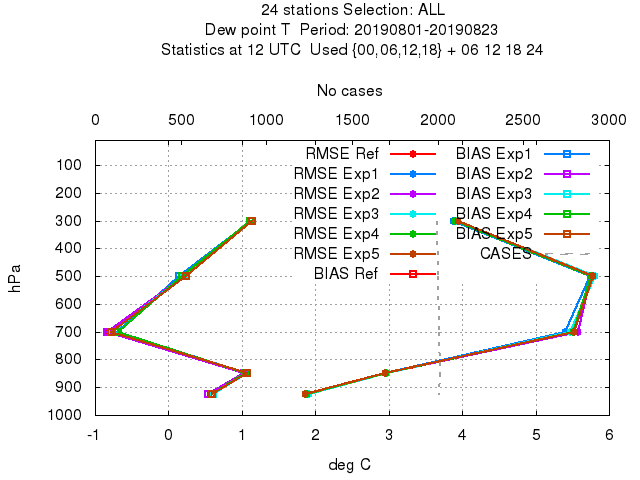 24 stations Selection: ALL
Dew point T  Period: 20190801-20190823
Statistics at 12 UTC  Used {00,06,12,18} + 06 12 18 24
No cases
0 500 1000 1500 2000 2500 3000
RMSE Ref
RMSE Exp1
RMSE Exp2
RMSE Exp3
RMSE Exp4
RMSE Exp5
BIAS Ref
BIAS Exp1
BIAS Exp2
BIAS Exp3
BIAS Exp4
BIAS Exp5
CASES
hPa
100
200
300
400
500
600
700
800
900
1000
-1 0 1 2 3 4 5 6
deg C